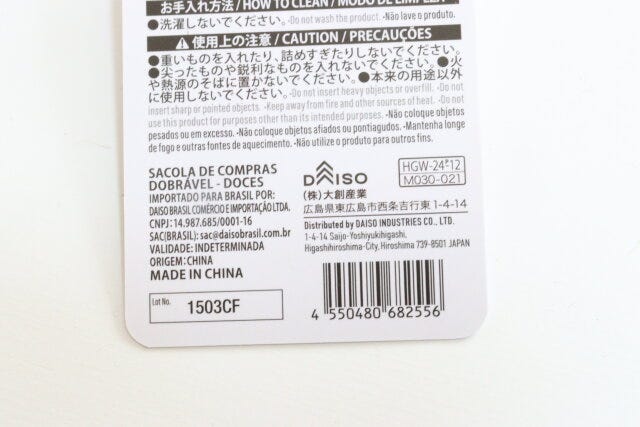 お手入れ方法 / HOW TO CLEAN / MODO DE LIMPEZA
●洗濯しないでください。・Do not wash the product. ・Não lave o produto.
使用上の注意 / CAUTION / PRECAUÇÕES
●重いものを入れたり、詰めすぎたりしないでください。
●尖ったものや鋭利なものを入れないでください。●火
や熱源のそばに置かないでください。●本来の用途以外
に使用しないでください。・Do not insert heavy objects or overfill. ・Do not
insert sharp or pointed objects. ・Keep away from fire and other sources of heat. ・Do not
use this product for purposes other than its intended purposes. ・Não coloque objetos
pesados ou em excesso. ・Não coloque objetos afiados ou pontiagudos. ・Mantenha longe
de fogo e outras fontes de aquecimento. ・Não utilize o produto para outros fins.
SACOLA DE COMPRAS
DOBRÁVEL - DOCES
IMPORTADO PARA BRASIL POR:
DAISO BRASIL COMÉRCIO E IMPORTAÇÃO LTDA.
CNPJ: 14.987.685/0001-16
SAC(BRASIL): sac@daisobrasil.com.br
VALIDADE: INDETERMINADA
ORIGEM: CHINA
MADE IN CHINA
Lot No. 1503CF
DAISO
HGW-24志12
M030-021
(株)大創産業
広島県東広島市西条吉行東 1-4-14
Distributed by DAISO INDUSTRIES CO., LTD.
1-4-14 Saijo-Yoshiyukihigashi,
Higashihiroshima-City, Hiroshima 739-8501 JAPAN
4 550480 682556